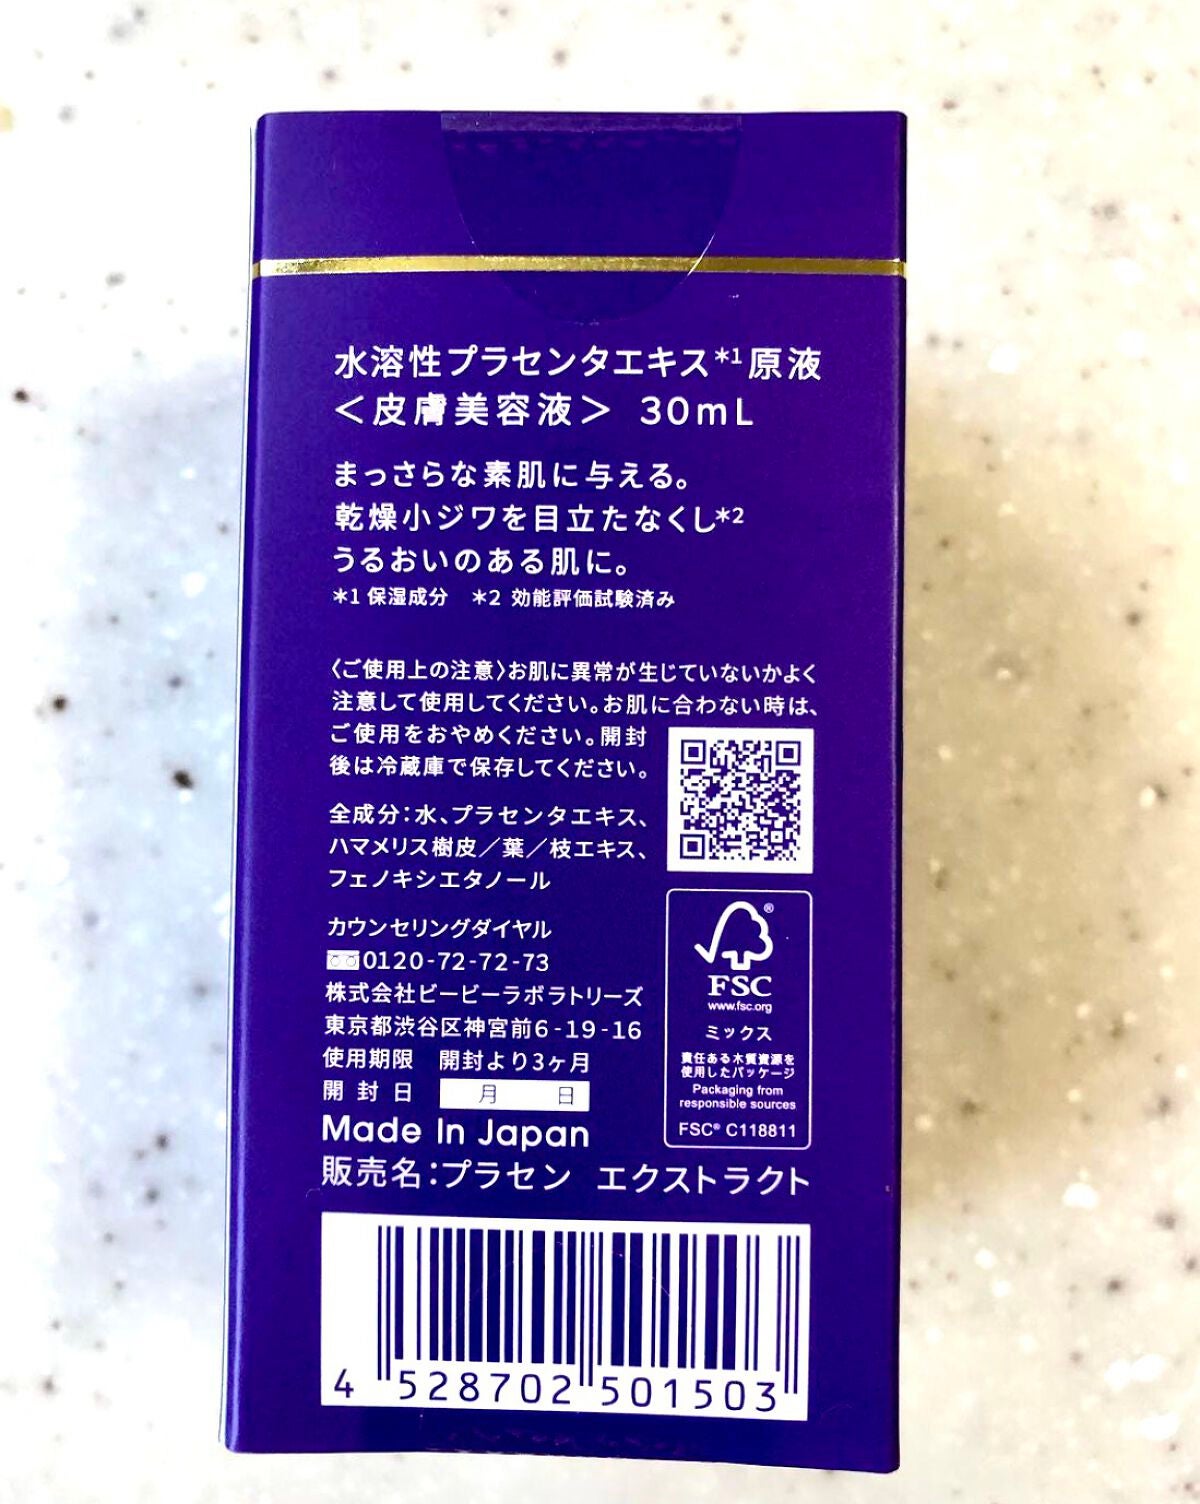 水溶性プラセンタエキス*1原液
＜皮膚美容液＞ 30mL
まっさらな素肌に与える。
乾燥小ジワを目立たなくし*2
うるおいのある肌に。
*1 保湿成分 *2 効能評価試験済み
〈ご使用上の注意〉お肌に異常が生じていないかよく
注意して使用してください。お肌に合わない時は、
ご使用をおやめください。開封
後は冷蔵庫で保存してください。
全成分：水、プラセンタエキス、
ハマメリス樹皮／葉／枝エキス、
フェノキシエタノール
カウンセリングダイヤル
0120-72-72-73
株式会社ビービーラボラトリーズ
東京都渋谷区神宮前6-19-16
使用期限 開封より3ヶ月
開封日 月 日
Made In Japan
®
FSC
www.fsc.org
ミックス
責任ある木質資源を
使用したパッケージ
Packaging from
responsible sources
FSC® C118811
販売名：プラセン エクストラクト
4 528702 501503